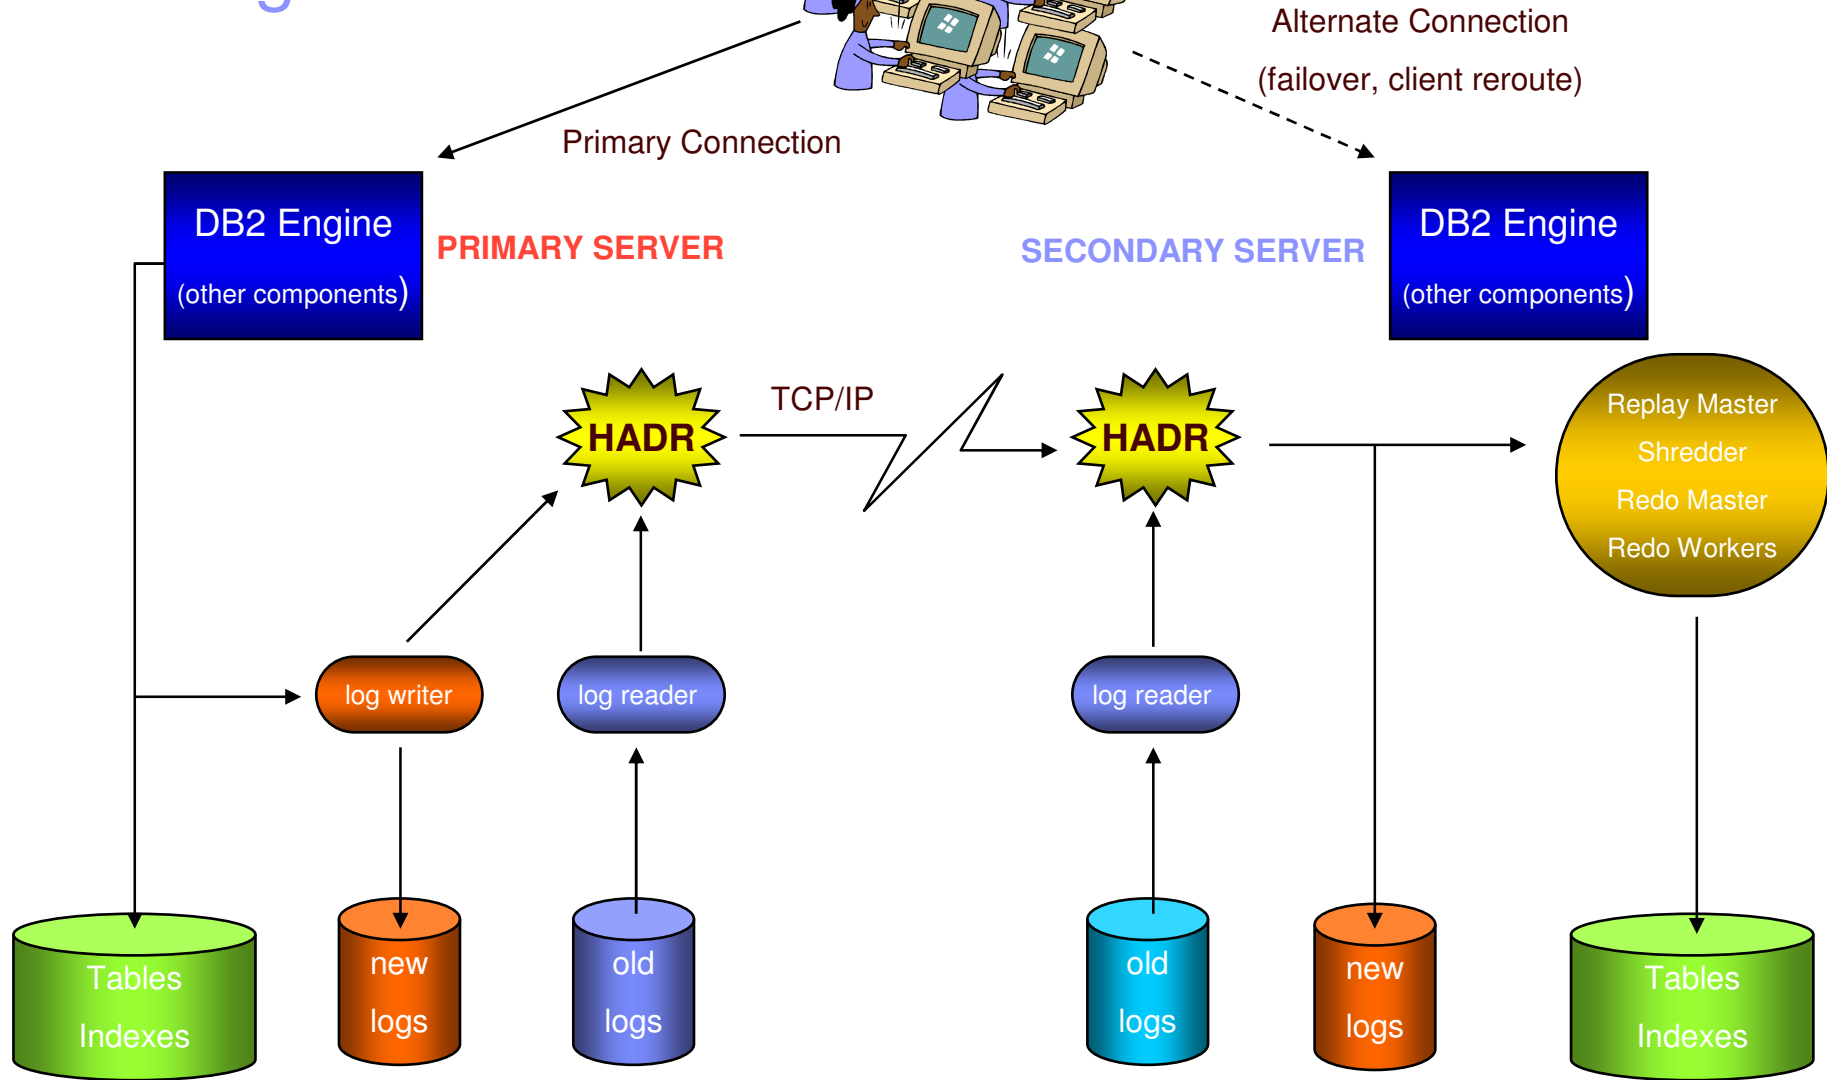 Alternate Connection
(failover, client reroute)
Primary Connection
DB2 Engine
(other components)
PRIMARY SERVER
SECONDARY SERVER
DB2 Engine
(other components)
HADR
TCP/IP
HADR
Replay Master
Shredder
Redo Master
Redo Workers
log writer
log reader
log reader
Tables
Indexes
new
logs
old
logs
old
logs
new
logs
Tables
Indexes